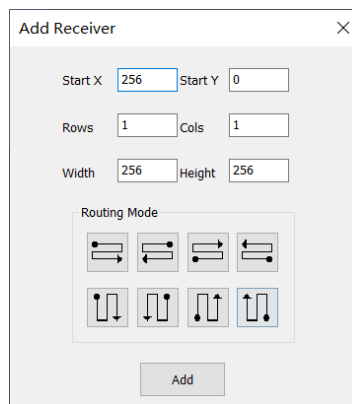 Add Receiver
Start X 256 Start Y 0
Rows 1 Cols 1
Width 256 Height 256
Routing Mode
Add